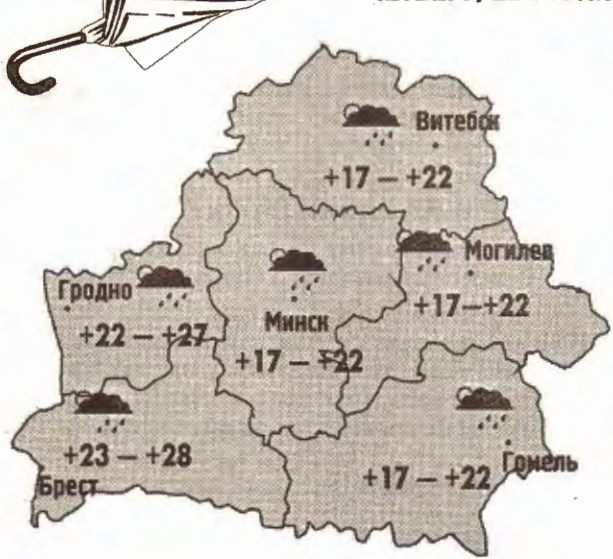 Витебск
+17 — +22
Могилев
+17—+22
Гродно
+22 — +27
Минск
+17 — +22
+23 — +28
Брест
+17 — +22
Гомель